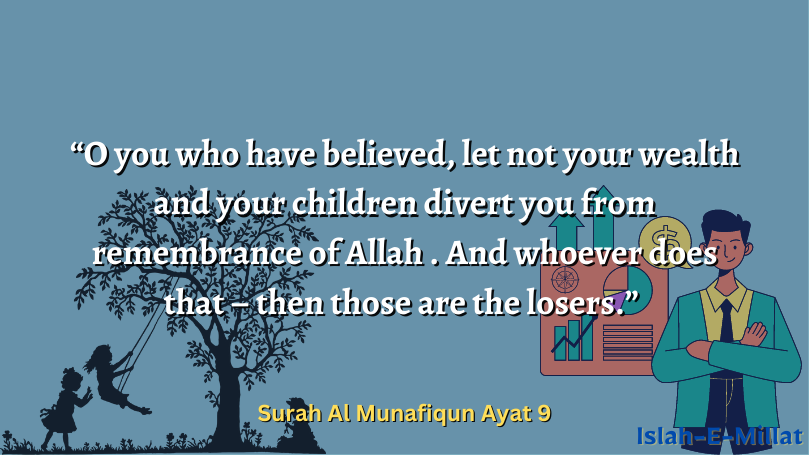 “O you who have believed, let not your wealth
and your children divert you from
remembrance of Allah . And whoever does
that – then those are the losers.”
$
Surah Al Munafiqun Ayat 9
Islah-E-Millat